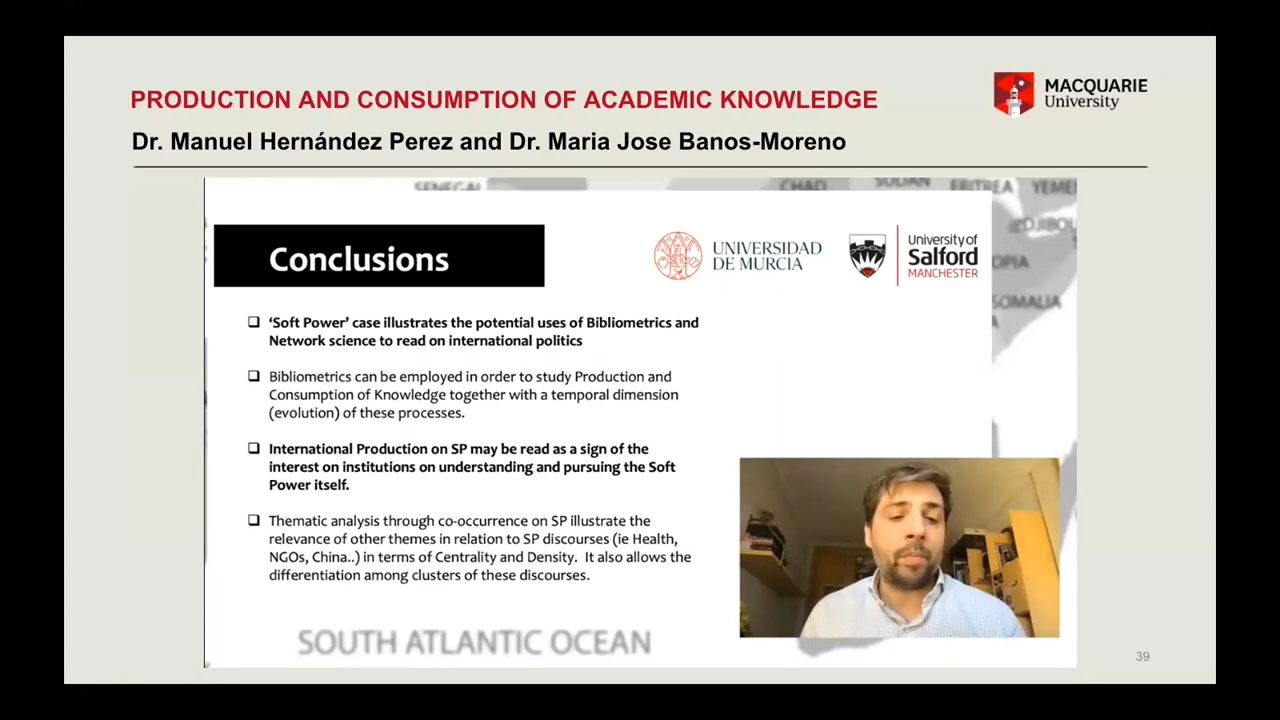 PRODUCTION AND CONSUMPTION OF ACADEMIC KNOWLEDGE
MACQUARIE
University
Dr. Manuel Hernández Perez and Dr. Maria Jose Banos-Moreno
SENEGAL
CHAD
SUDAN
ERITREA
YEMEN
DJIBOU
OPIA
SOMALIA
Conclusions
UNIVERSIDAD
DE MURCIA
University of
Salford
MANCHESTER
‘Soft Power’ case illustrates the potential uses of Bibliometrics and
Network science to read on international politics
Bibliometrics can be employed in order to study Production and
Consumption of Knowledge together with a temporal dimension
(evolution) of these processes.
International Production on SP may be read as a sign of the
interest on institutions on understanding and pursuing the Soft
Power itself.
Thematic analysis through co-occurrence on SP illustrate the
relevance of other themes in relation to SP discourses (ie Health,
NGOs, China..) in terms of Centrality and Density. It also allows the
differentiation among clusters of these discourses.
SOUTH ATLANTIC OCEAN
39